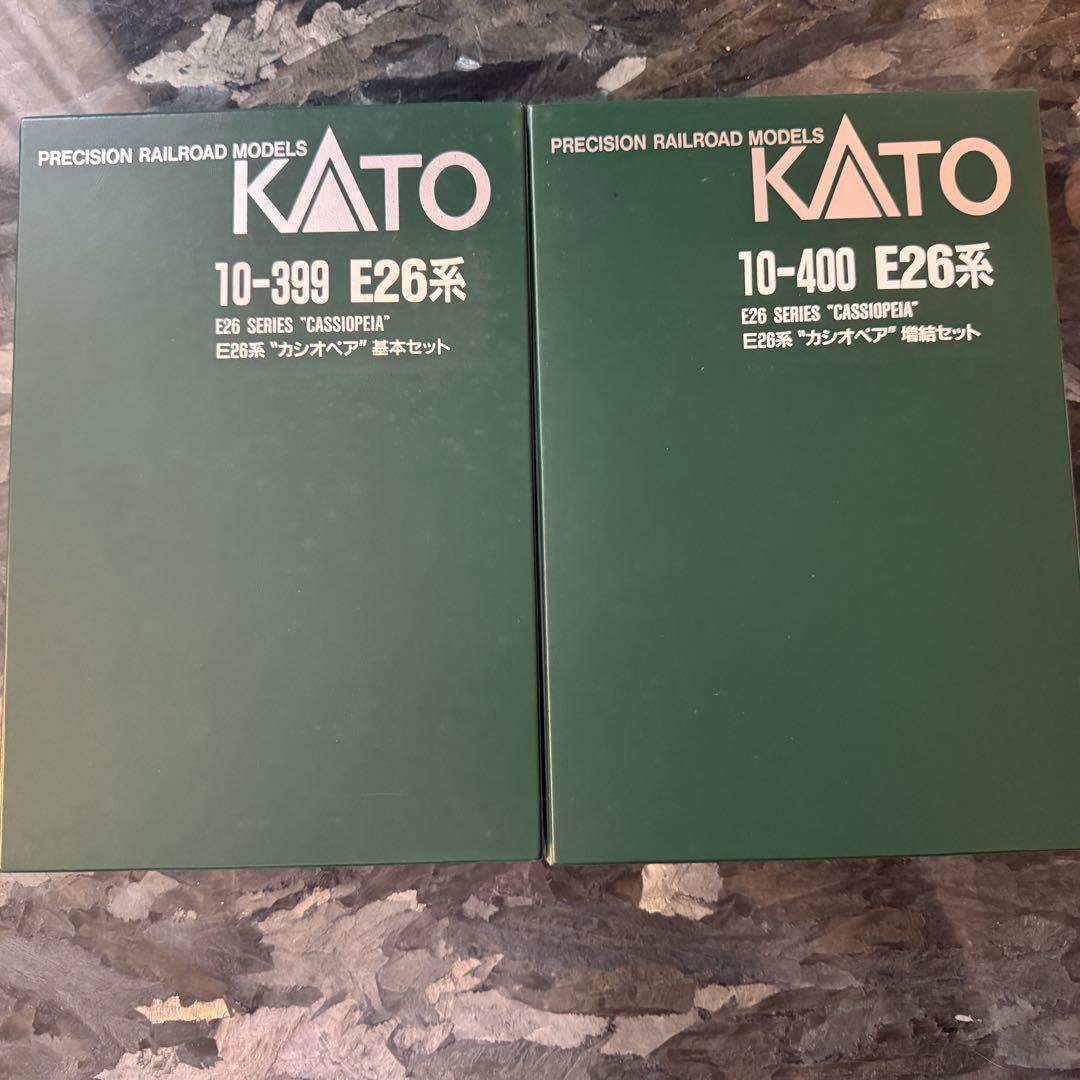 PRECISION RAILROAD MODELS
KATO
10-399 E26系
E26 SERIES "CASSIOPEIA"
E26系 "カシオペア" 基本セット
PRECISION RAILROAD MODELS
KATO
10-400 E26系
E26 SERIES "CASSIOPEIA"
E26系 "カシオペア" 増結セット